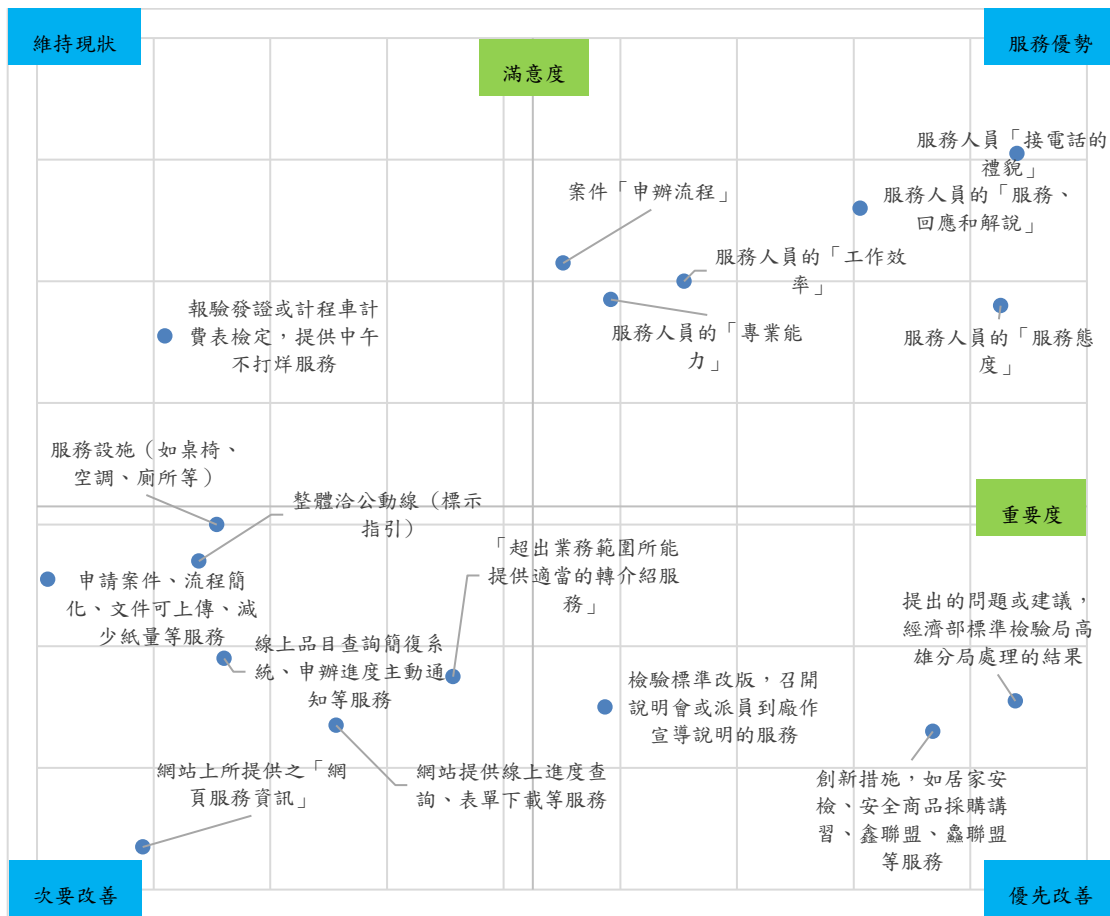 維持現狀
服務優勢
滿意度
服務人員「接電話的
禮貌」
案件「申辦流程」
服務人員的「服務、
回應和解說」
服務人員的「工作效
率」
報驗發證或計程車計
費表檢定，提供中午
不打烊服務
服務人員的「專業能
力」
服務人員的「服務態
度」
服務設施（如桌椅、
空調、廁所等）
整體洽公動線（標示
指引）
重要度
「超出業務範圍所能
提供適當的轉介紹服
務」
申請案件、流程簡
化、文件可上傳、減
少紙量等服務
提出的問題或建議，
經濟部標準檢驗局高
雄分局處理的結果
線上品目查詢簡復系
統、申辦進度主動通
知等服務
檢驗標準改版，召開
說明會或派員到廠作
宣導說明的服務
網站上所提供之「網
頁服務資訊」
網站提供線上進度查
詢、表單下載等服務
創新措施，如居家安
檢、安全商品採購講
習、鑫聯盟、鱻聯盟
等服務
次要改善
優先改善